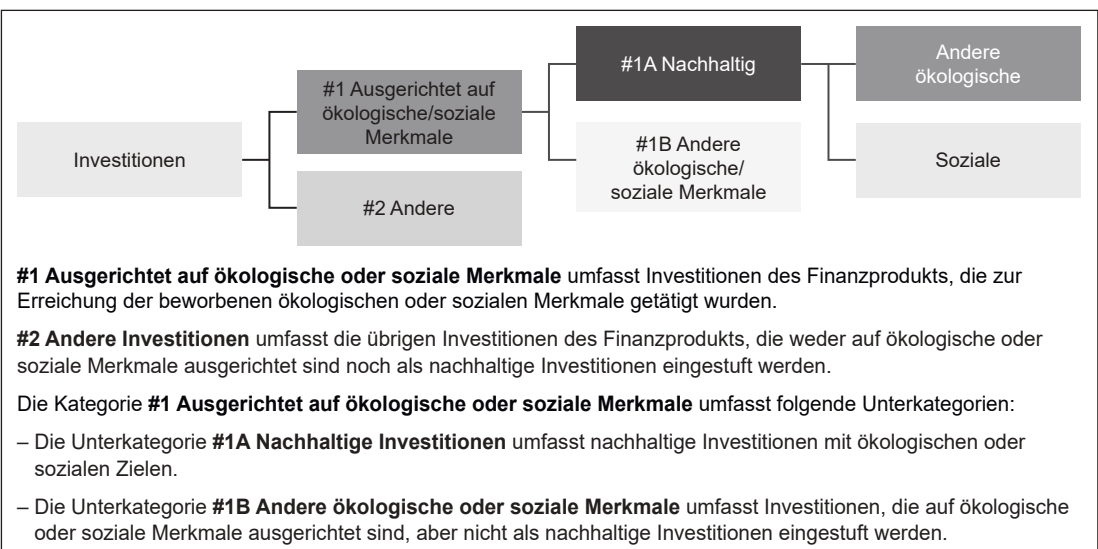 Investitionen
#1 Ausgerichtet auf
ökologische/soziale
Merkmale
#2 Andere
#1A Nachhaltig
#1B Andere
ökologische/
soziale Merkmale
Andere
ökologische
Soziale
#1 Ausgerichtet auf ökologische oder soziale Merkmale umfasst Investitionen des Finanzprodukts, die zur
Erreichung der beworbenen ökologischen oder sozialen Merkmale getätigt wurden.
#2 Andere Investitionen umfasst die übrigen Investitionen des Finanzprodukts, die weder auf ökologische oder
soziale Merkmale ausgerichtet sind noch als nachhaltige Investitionen eingestuft werden.
Die Kategorie #1 Ausgerichtet auf ökologische oder soziale Merkmale umfasst folgende Unterkategorien:
– Die Unterkategorie #1A Nachhaltige Investitionen umfasst nachhaltige Investitionen mit ökologischen oder
sozialen Zielen.
– Die Unterkategorie #1B Andere ökologische oder soziale Merkmale umfasst Investitionen, die auf ökologische
oder soziale Merkmale ausgerichtet sind, aber nicht als nachhaltige Investitionen eingestuft werden.